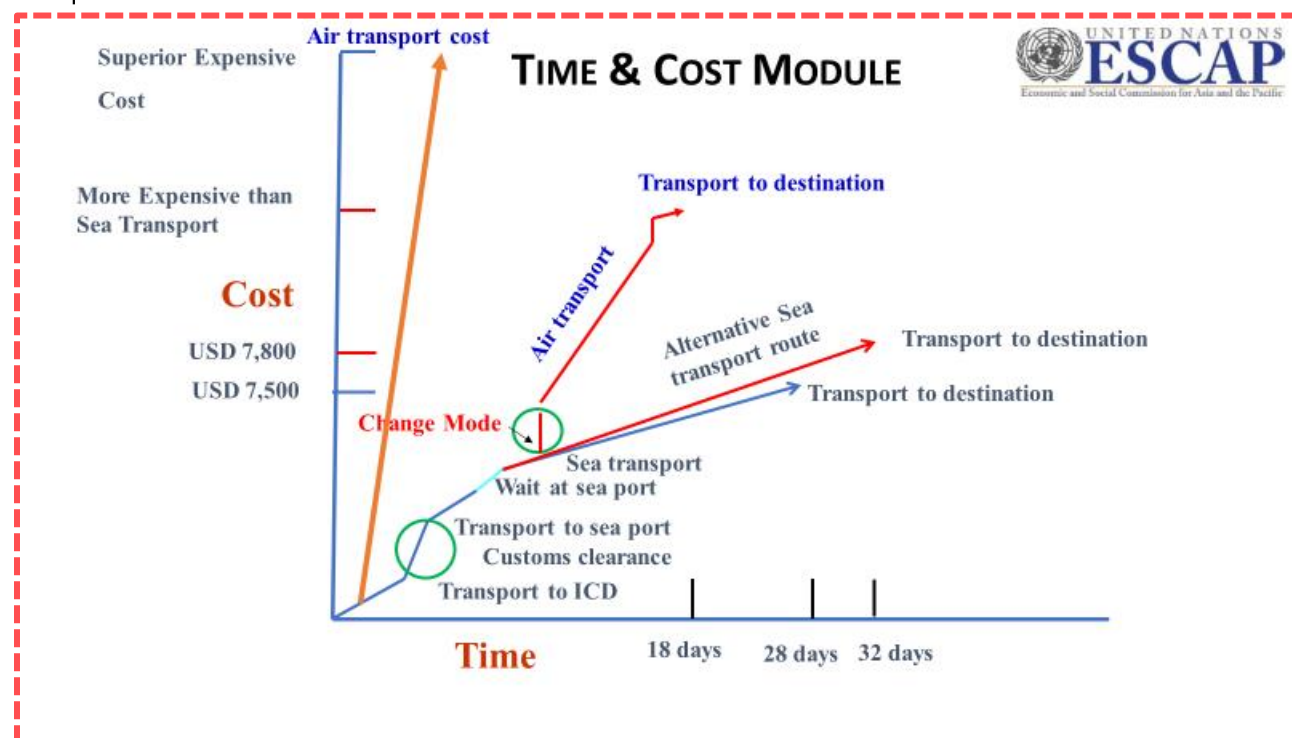 Air transport cost
TIME & COST MODULE
UNITED NATIONS
ESCAP
Economic and Social Commission for Asia and the Pacific
Superior Expensive
Cost
More Expensive than
Sea Transport
Cost
USD 7,800
USD 7,500
Transport to destination
Air transport
Alternative Sea
transport route
Transport to destination
Transport to destination
Change Mode
Sea transport
Wait at sea port
Transport to sea port
Customs clearance
Transport to ICD
Time
18 days
28 days
32 days